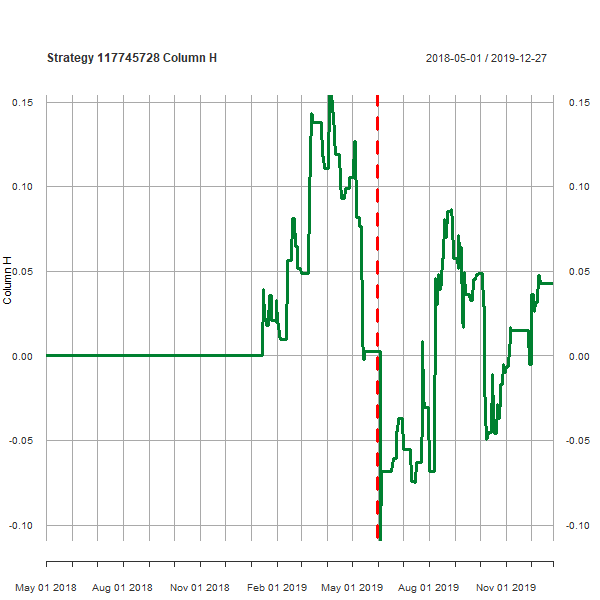 Strategy 117745728 Column H
2018-05-01 / 2019-12-27
0.15 0.15
0.10 0.10
0.05 0.05
Column H
0.00 0.00
-0.05 -0.05
-0.10 -0.10
May 01 2018 Aug 01 2018 Nov 01 2018 Feb 01 2019 May 01 2019 Aug 01 2019 Nov 01 2019